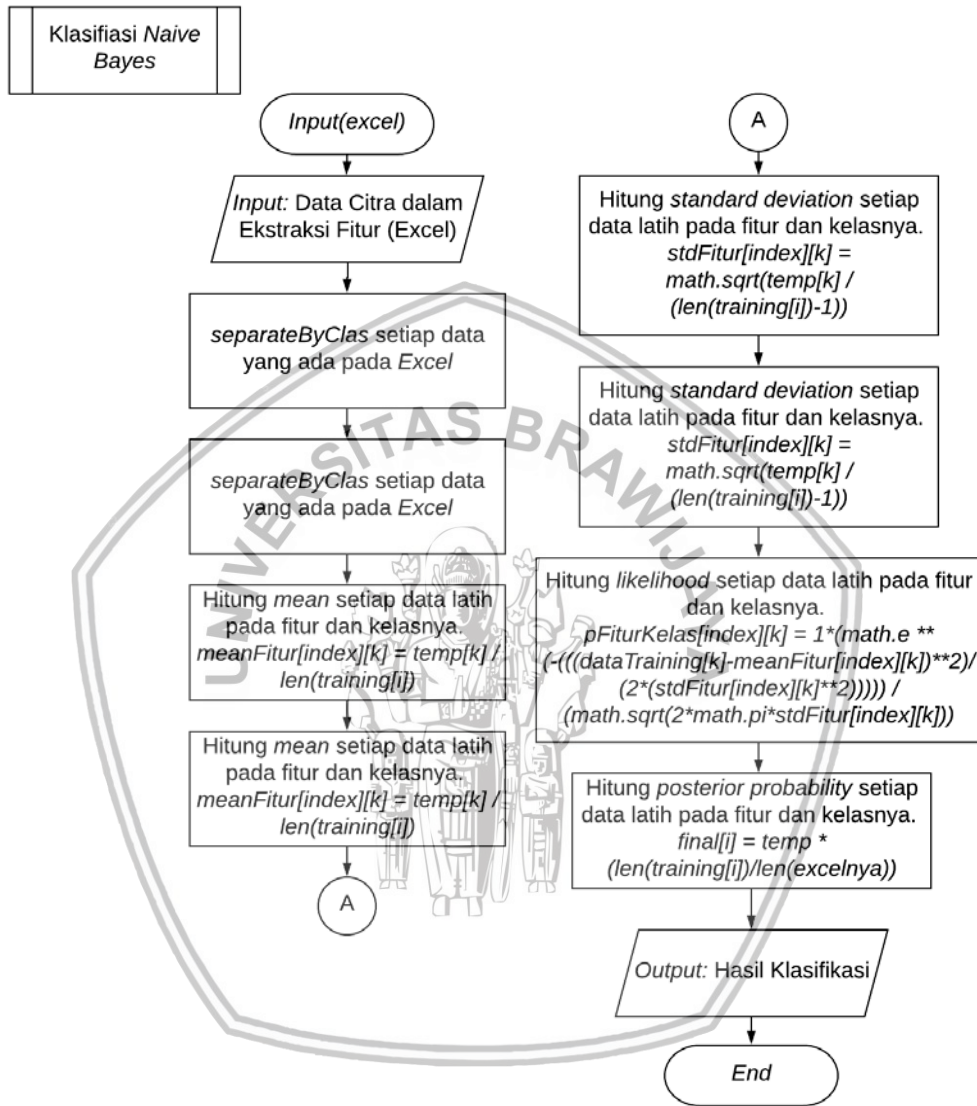 Klasifiasi Naive
Bayes
Input(excel)
Input: Data Citra dalam
Ekstraksi Fitur (Excel)
separateByClas setiap data
yang ada pada Excel
separateByClas setiap data
yang ada pada Excel
Hitung mean setiap data latih
pada fitur dan kelasnya.
meanFitur[index][k] = temp[k] /
len(training[i])
Hitung mean setiap data latih
pada fitur dan kelasnya.
meanFitur[index][k] = temp[k] /
len(training[i])
A
A
Hitung standard deviation setiap
data latih pada fitur dan kelasnya.
stdFitur[index][k] =
math.sqrt(temp[k] /
(len(training[i])-1))
Hitung standard deviation setiap
data latih pada fitur dan kelasnya.
stdFitur[index][k] =
math.sqrt(temp[k] /
(len(training[i])-1))
Hitung likelihood setiap data latih pada fitur
dan kelasnya.
pFiturKelas[index][k] = 1*(math.e **
(-(((dataTraining[k]-meanFitur[index][k])**2)/
(2*(stdFitur[index][k]**2))))) /
(math.sqrt(2*math.pi*stdFitur[index][k]))
Hitung posterior probability setiap
data latih pada fitur dan kelasnya.
final[i] = temp *
(len(training[i])/len(excelnya))
Output: Hasil Klasifikasi
End
UNIVERSITAS BRAWIJAYA